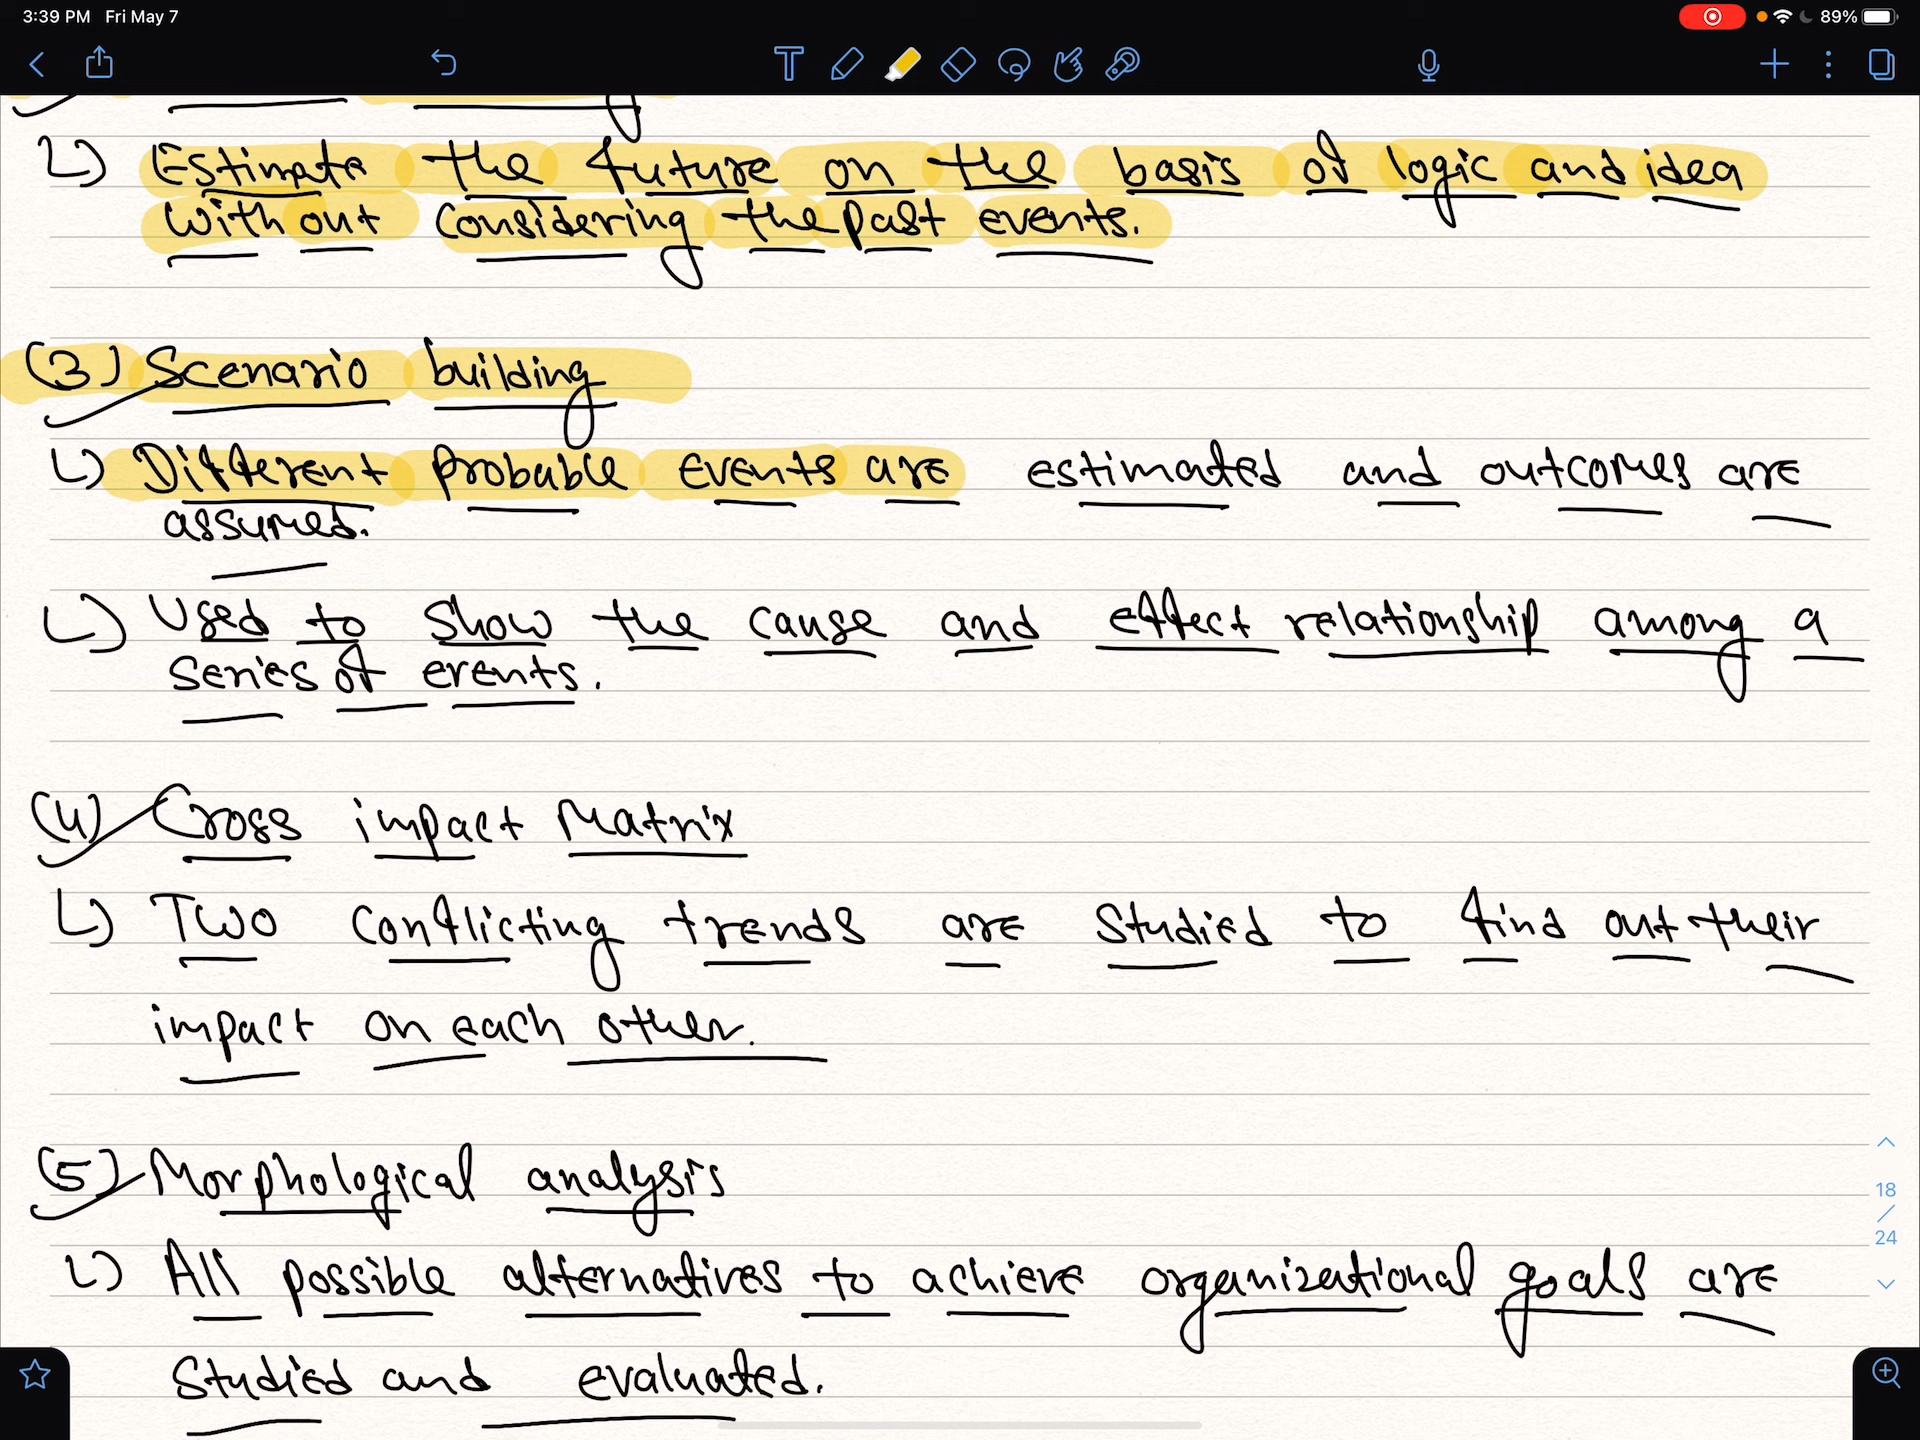 3:39 PM Fri May 7
89%
Estimate the future on the basis of logic and idea
without considering the past events.
(3) Scenario building
Different probable events are estimated and outcomes are
assumed.
Used to show the cause and effect relationship among a
series of events.
(4) Cross impact Matrix
Two conflicting trends are studied to find out their
impact on each other.
(5) Morphological analysis
18
/
24
All possible alternatives to achieve organizational goals are
studied and evaluated.